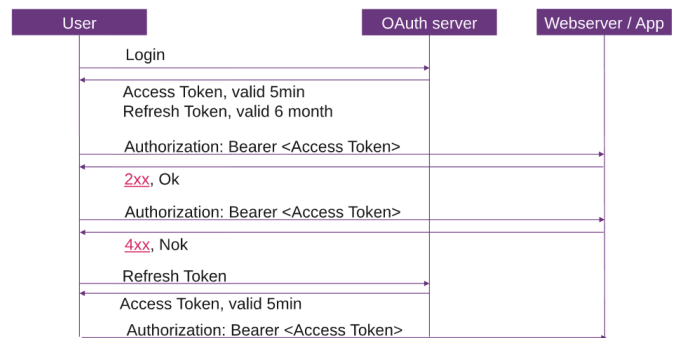 User
OAuth server
Webserver / App
Login
Access Token, valid 5min
Refresh Token, valid 6 month
Authorization: Bearer <Access Token>
2xx, Ok
Authorization: Bearer <Access Token>
4xx, Nok
Refresh Token
Access Token, valid 5min
Authorization: Bearer <Access Token>